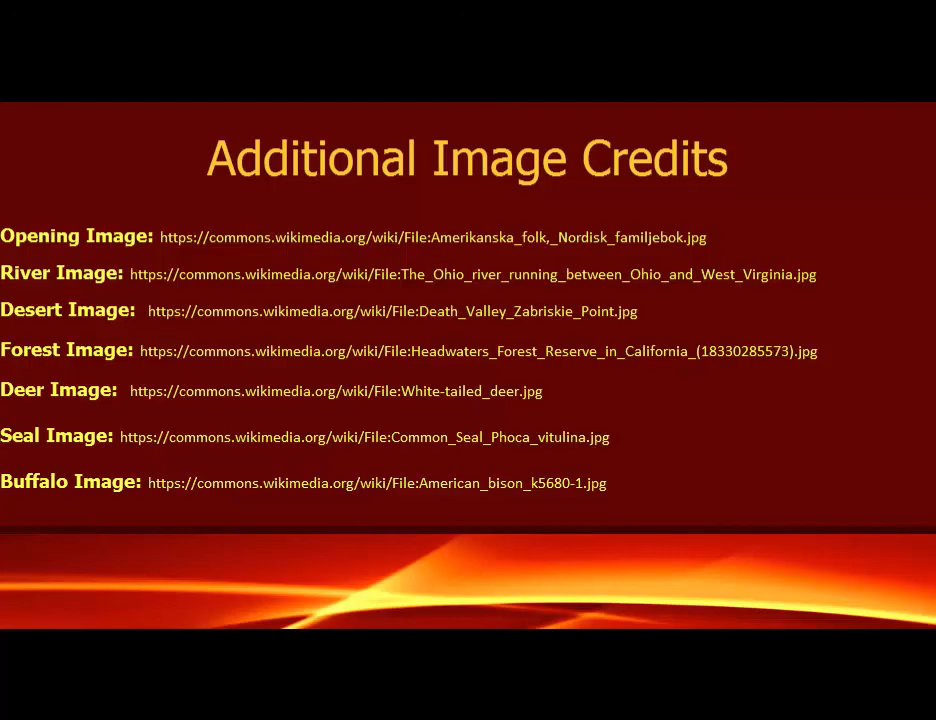 Additional Image Credits
Opening Image: https://commons.wikimedia.org/wiki/File:Amerikanska_folk,_Nordisk_familjebok.jpg
River Image: https://commons.wikimedia.org/wiki/File:The_Ohio_river_running_between_Ohio_and_West_Virginia.jpg
Desert Image: https://commons.wikimedia.org/wiki/File:Death_Valley_Zabriskie_Point.jpg
Forest Image: https://commons.wikimedia.org/wiki/File:Headwaters_Forest_Reserve_in_California_(18330285573).jpg
Deer Image: https://commons.wikimedia.org/wiki/File:White-tailed_deer.jpg
Seal Image: https://commons.wikimedia.org/wiki/File:Common_Seal_Phoca_vitulina.jpg
Buffalo Image: https://commons.wikimedia.org/wiki/File:American_bison_k5680-1.jpg